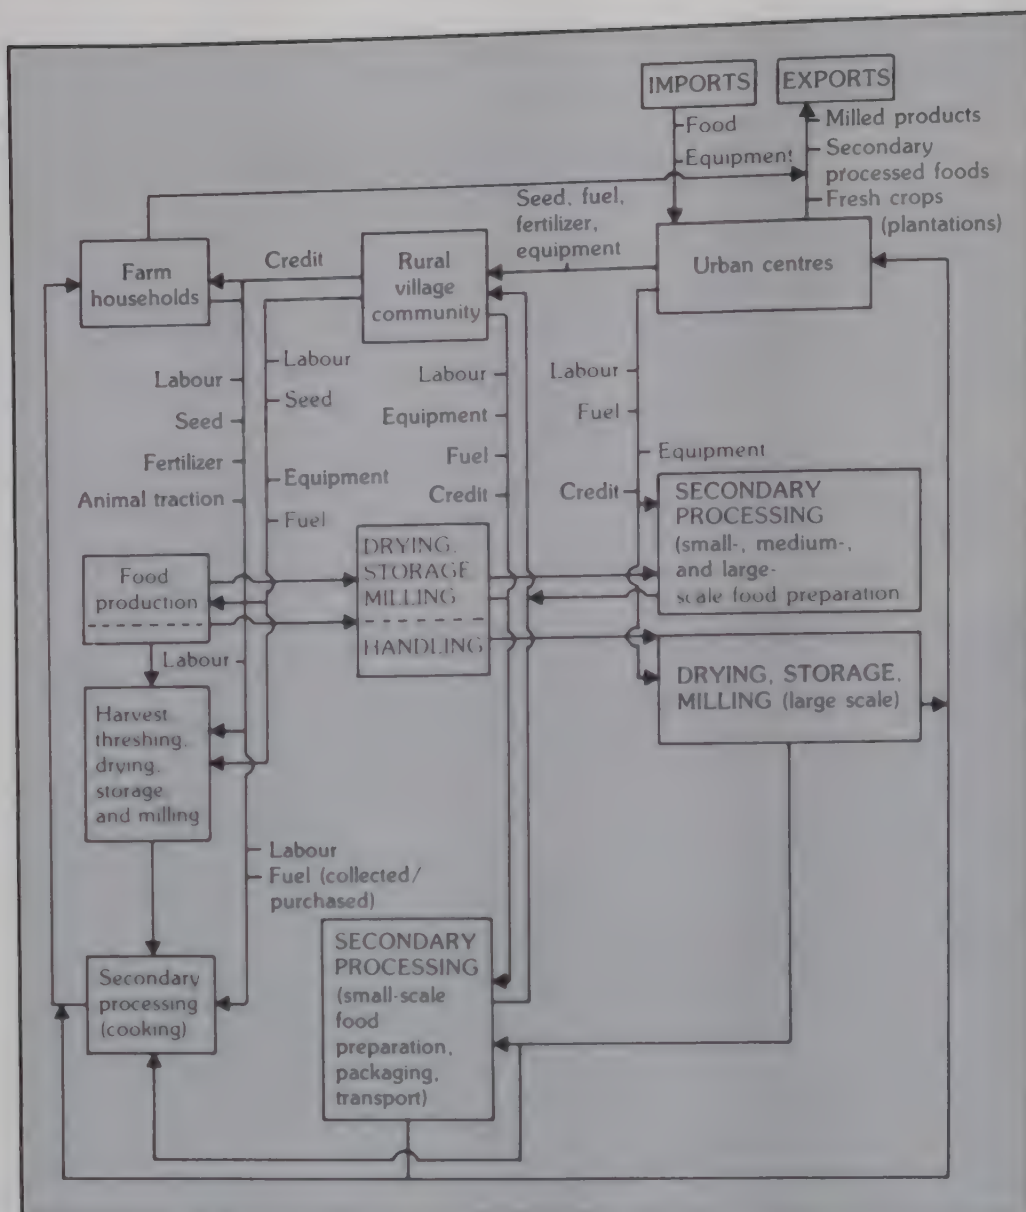 IMPORTS
EXPORTS
Food
Equipment
Milled products
Secondary
processed foods
Fresh crops
(plantations)
Seed, fuel,
fertilizer,
equipment
Farm
households
Credit
Rural
village
community
Urban centres
Labour
Seed
Fertilizer
Animal traction
Labour
Seed
Equipment
Fuel
Labour
Equipment
Fuel
Credit
Labour
Fuel
Equipment
Credit
SECONDARY
PROCESSING
(small-, medium-,
and large-
scale food preparation
Food
production
DRYING,
STORAGE
MILLING
HANDLING
DRYING, STORAGE,
MILLING (large scale)
Labour
Harvest
threshing,
drying,
storage
and milling
Labour
Fuel (collected/
purchased)
Secondary
processing
(cooking)
SECONDARY
PROCESSING
(small-scale
food
preparation,
packaging,
transport)